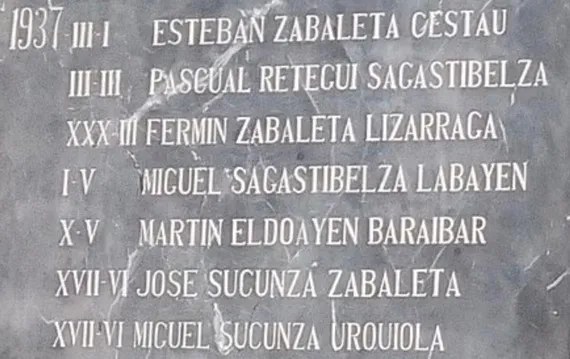 1937 III-I ESTEBAN ZABALETA GESTAU
III-III PASCUAL RETEGUI SAGASTIBELZA
XXX-III FERMIN ZABALETA LIZARRAGA
I-V MIGUEL SAGASTIBELZA LABAYEN
X-V MARTIN ELDOAYEN BARAIBAR
XVII-VI JOSE SUCUNZA ZABALETA
XVII-VI MIGUEL SUCUNZA URQUIOLA